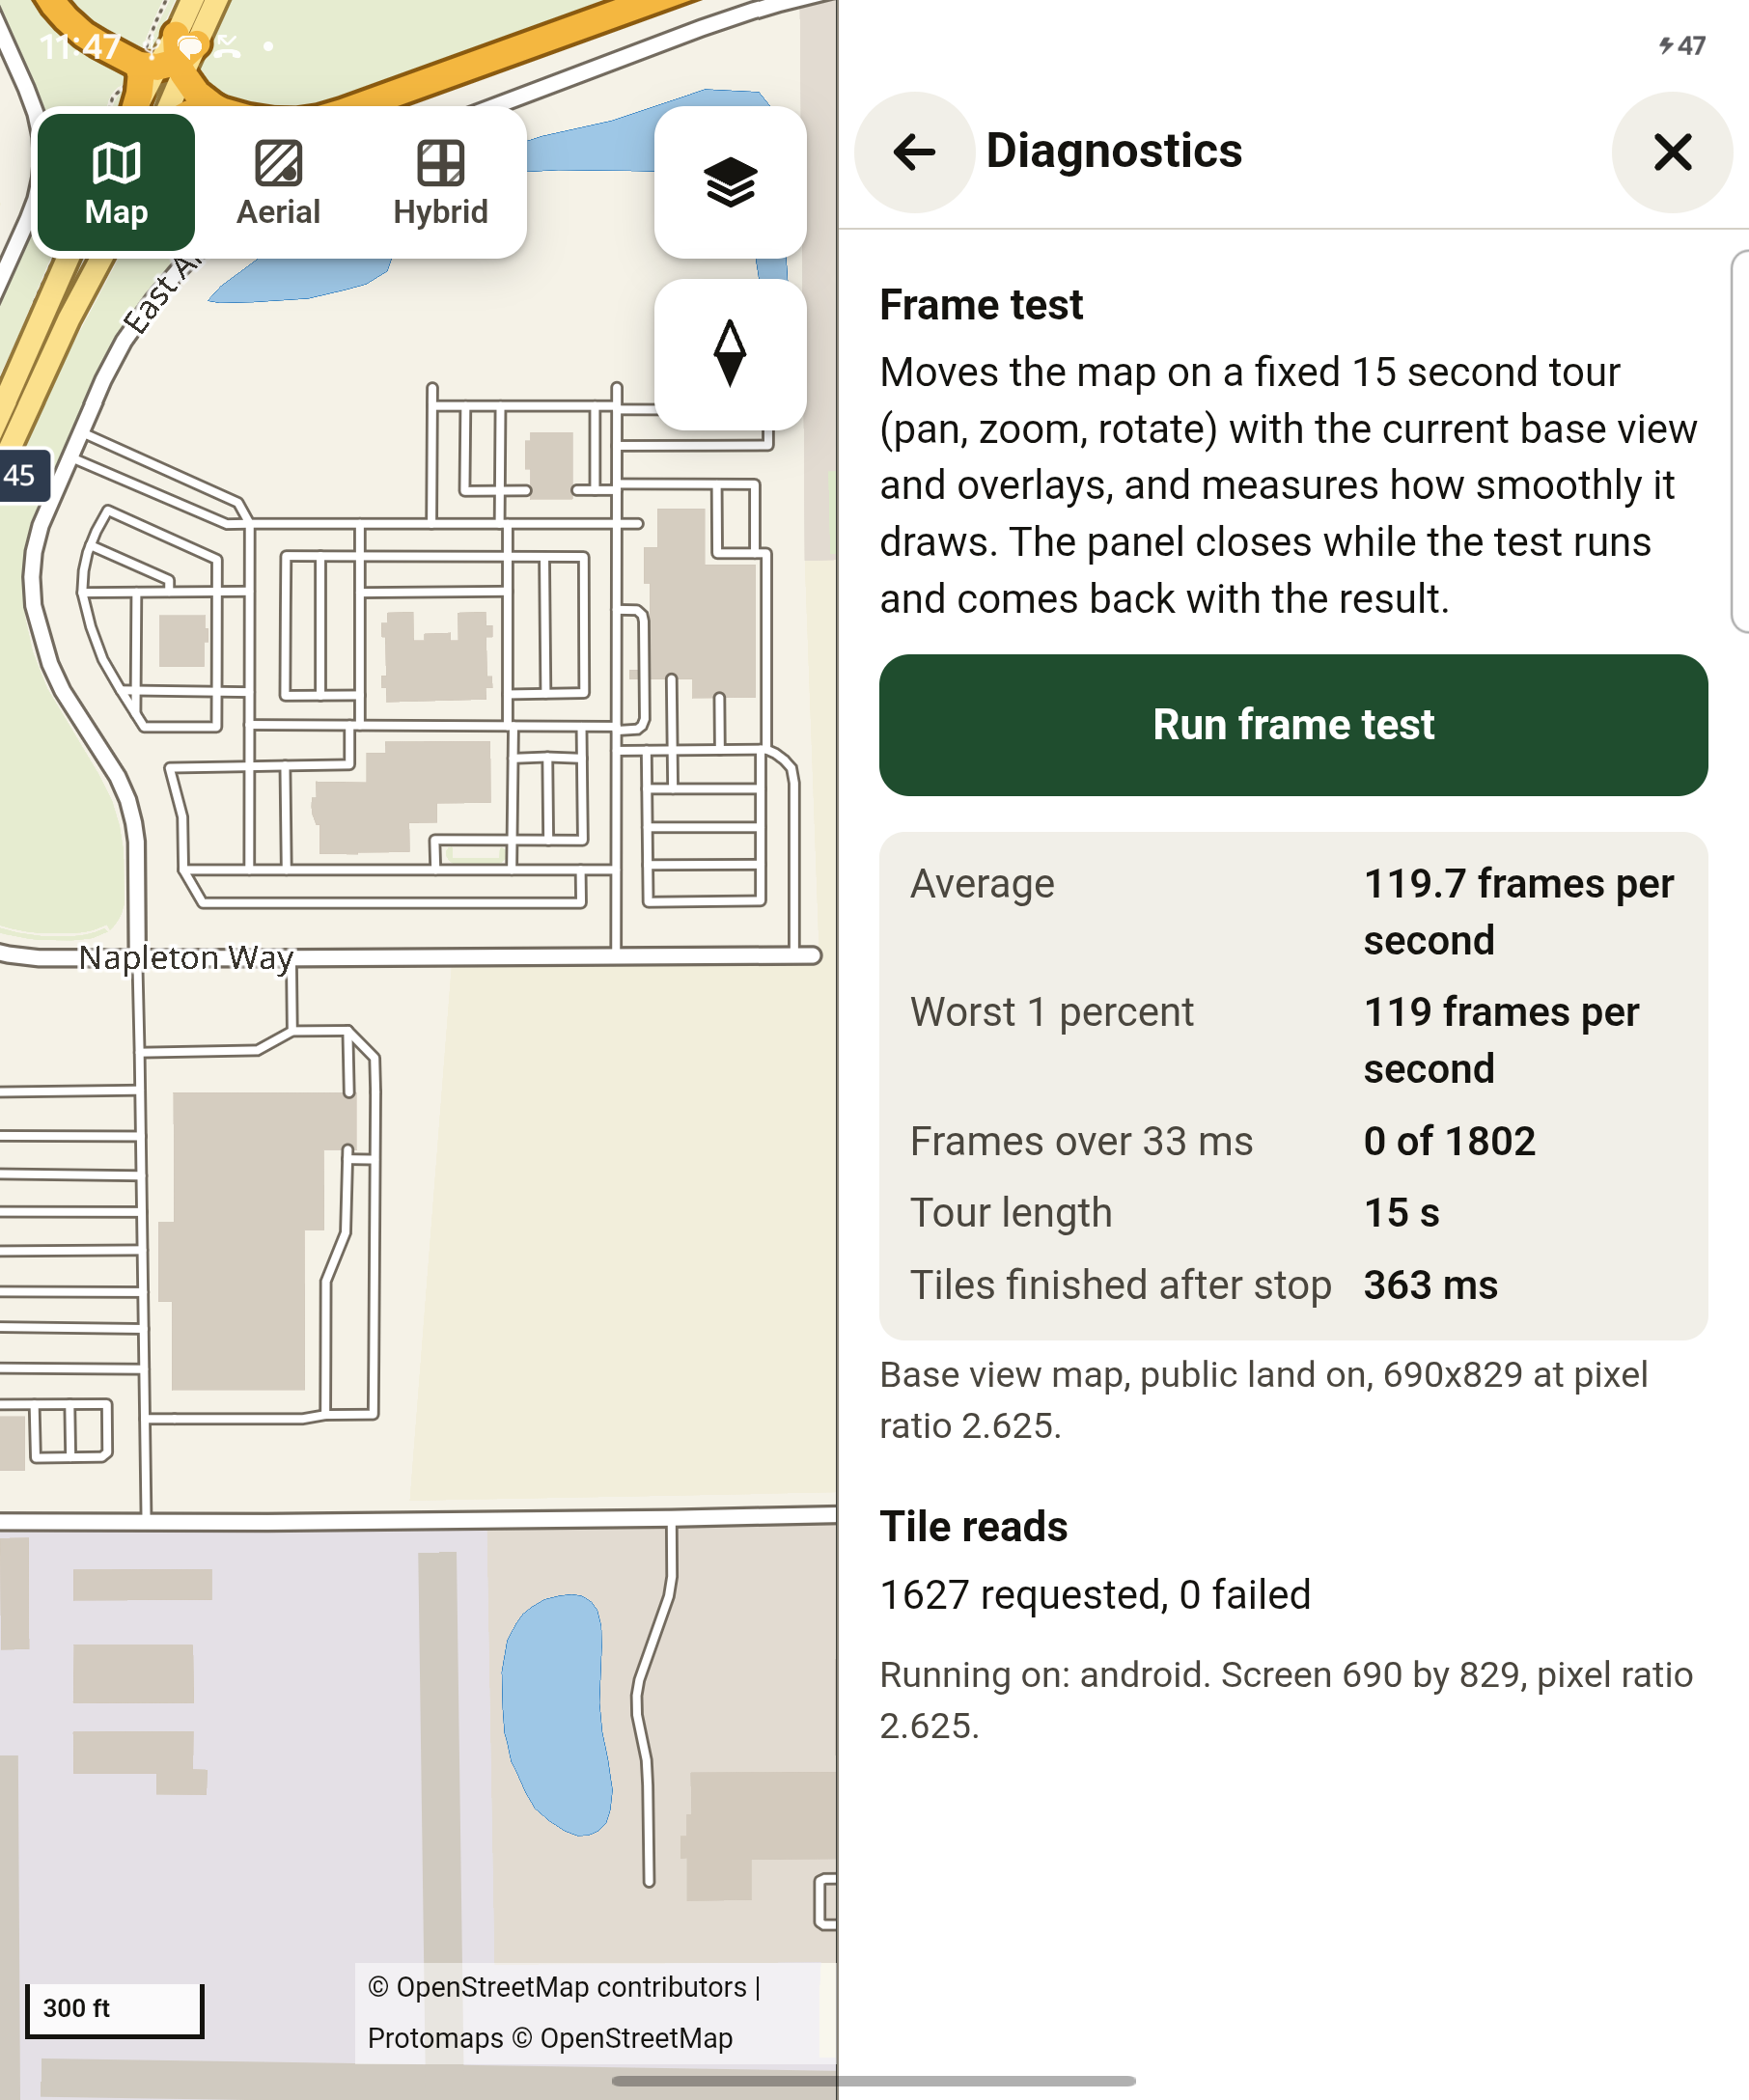 11:47
47
Map
Aerial
Hybrid
East A
45
Napleton Way
300 ft
© OpenStreetMap contributors |
Protomaps © OpenStreetMap
Diagnostics
Frame test
Moves the map on a fixed 15 second tour
(pan, zoom, rotate) with the current base view
and overlays, and measures how smoothly it
draws. The panel closes while the test runs
and comes back with the result.
Run frame test
Average 119.7 frames per
second
Worst 1 percent 119 frames per
second
Frames over 33 ms 0 of 1802
Tour length 15 s
Tiles finished after stop 363 ms
Base view map, public land on, 690x829 at pixel
ratio 2.625.
Tile reads
1627 requested, 0 failed
Running on: android. Screen 690 by 829, pixel ratio
2.625.